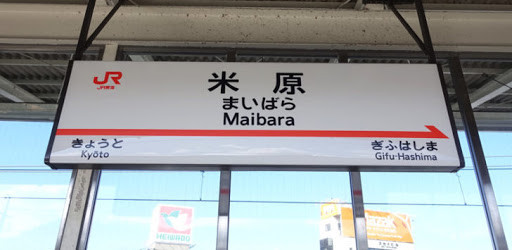 JR
JR東海
米原
まいばら
Maibara
きょうと
Kyōto
ぎふはしま
Gifu-Hashima